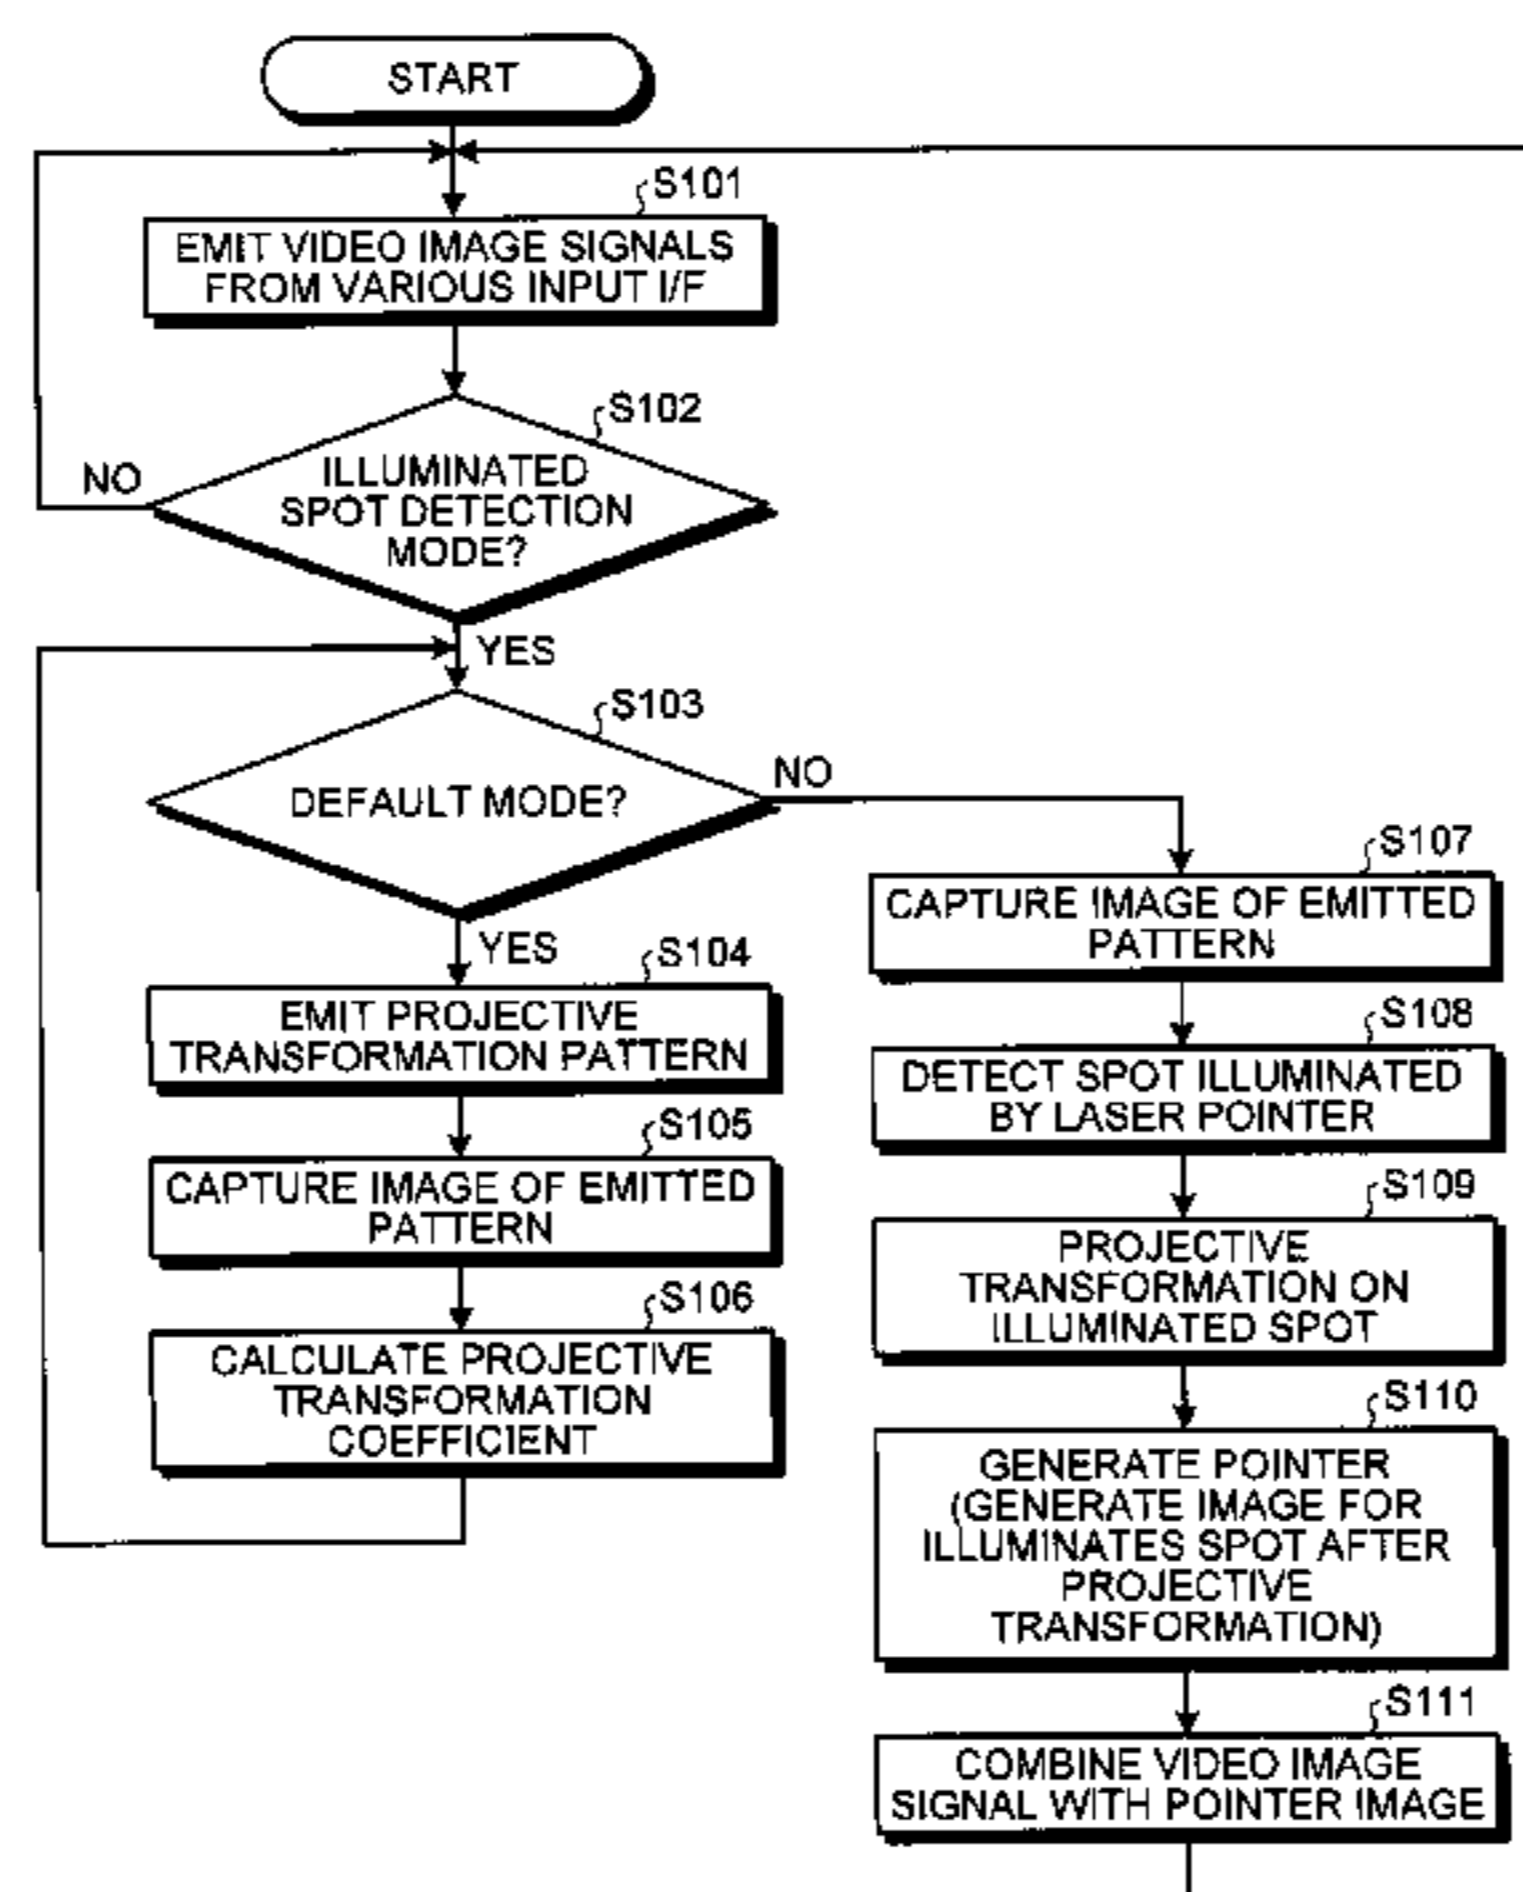 START
S101
EMIT VIDEO IMAGE SIGNALS
FROM VARIOUS INPUT I/F
S102
ILLUMINATED
SPOT DETECTION
MODE?
NO
YES
S103
DEFAULT MODE?
NO
YES
S104
EMIT PROJECTIVE
TRANSFORMATION PATTERN
S105
CAPTURE IMAGE OF EMITTED
PATTERN
S106
CALCULATE PROJECTIVE
TRANSFORMATION
COEFFICIENT
S107
CAPTURE IMAGE OF EMITTED
PATTERN
S108
DETECT SPOT ILLUMINATED
BY LASER POINTER
S109
PROJECTIVE
TRANSFORMATION ON
ILLUMINATED SPOT
S110
GENERATE POINTER
(GENERATE IMAGE FOR
ILLUMINATES SPOT AFTER
PROJECTIVE
TRANSFORMATION)
S111
COMBINE VIDEO IMAGE
SIGNAL WITH POINTER IMAGE